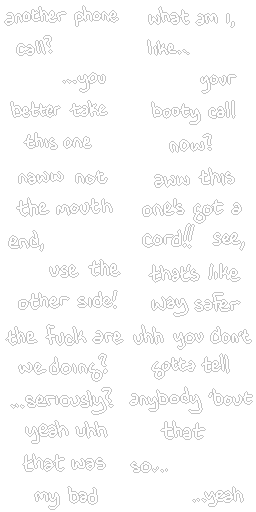 another phone
call?
...you
better take
this one
naww not
the mouth
end,
use the
other side!
the fuck are
we doing?
...seriously?
yeah uhh
that was
my bad
what am i,
like...
your
booty call
now?
aww this
one's got a
cord!! see,
that's like
way safer
uhh you don't
gotta tell
anybody 'bout
that
so...
...yeah